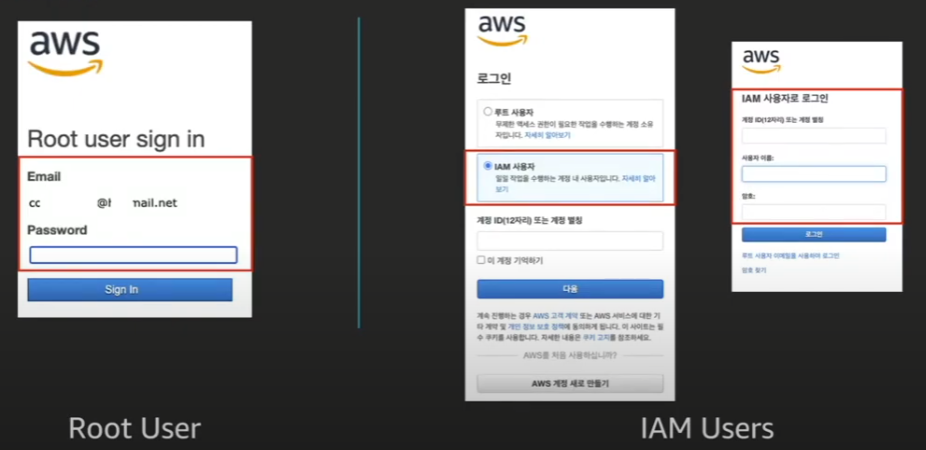 aws
Root user sign in
Email
cc @h mail.net
Password
Sign In
Root User
aws
로그인
루트 사용자
무제한 액세스 권한이 필요한 작업을 수행하는 계정 소유
자입니다. 자세히 알아보기
IAM 사용자
일일 작업을 수행하는 계정 내 사용자입니다. 자세히 알아
보기
계정 ID(12자리) 또는 계정 별칭
이 계정 기억하기
다음
계속 진행하는 경우 AWS 고객 계약 또는 AWS 서비스에 대한 기
타 계약 및 개인 정보 보호 정책에 동의하게 됩니다. 이 사이트는 필
수 쿠키를 사용합니다. 자세한 내용은 쿠키 고지를 참조하세요.
AWS를 처음 사용하십니까?
AWS 계정 새로 만들기
aws
IAM 사용자로 로그인
계정 ID(12자리) 또는 계정 별칭
사용자 이름:
암호:
로그인
루트 사용자 이메일을 사용하여 로그인
암호 찾기
IAM Users